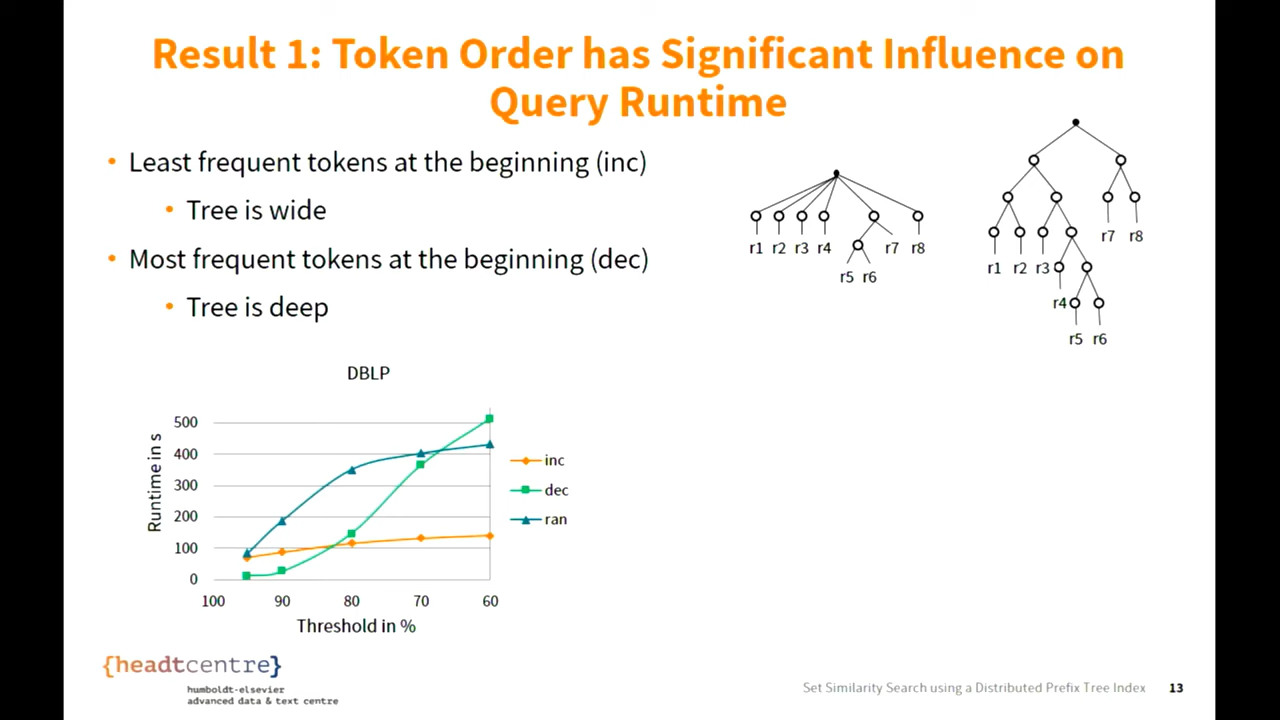 Result 1: Token Order has Significant Influence on
Query Runtime
• Least frequent tokens at the beginning (inc)
• Tree is wide
• Most frequent tokens at the beginning (dec)
• Tree is deep
r1 r2 r3 r4 r7 r8
r5 r6
r7 r8
r1 r2 r3
r4
r5 r6
DBLP
Runtime in s
500
400
300
200
100
0
100 90 80 70 60
Threshold in %
inc
dec
ran
{headtcentre}
humboldt-elsevier
advanced data & text centre
Set Similarity Search using a Distributed Prefix Tree Index 13